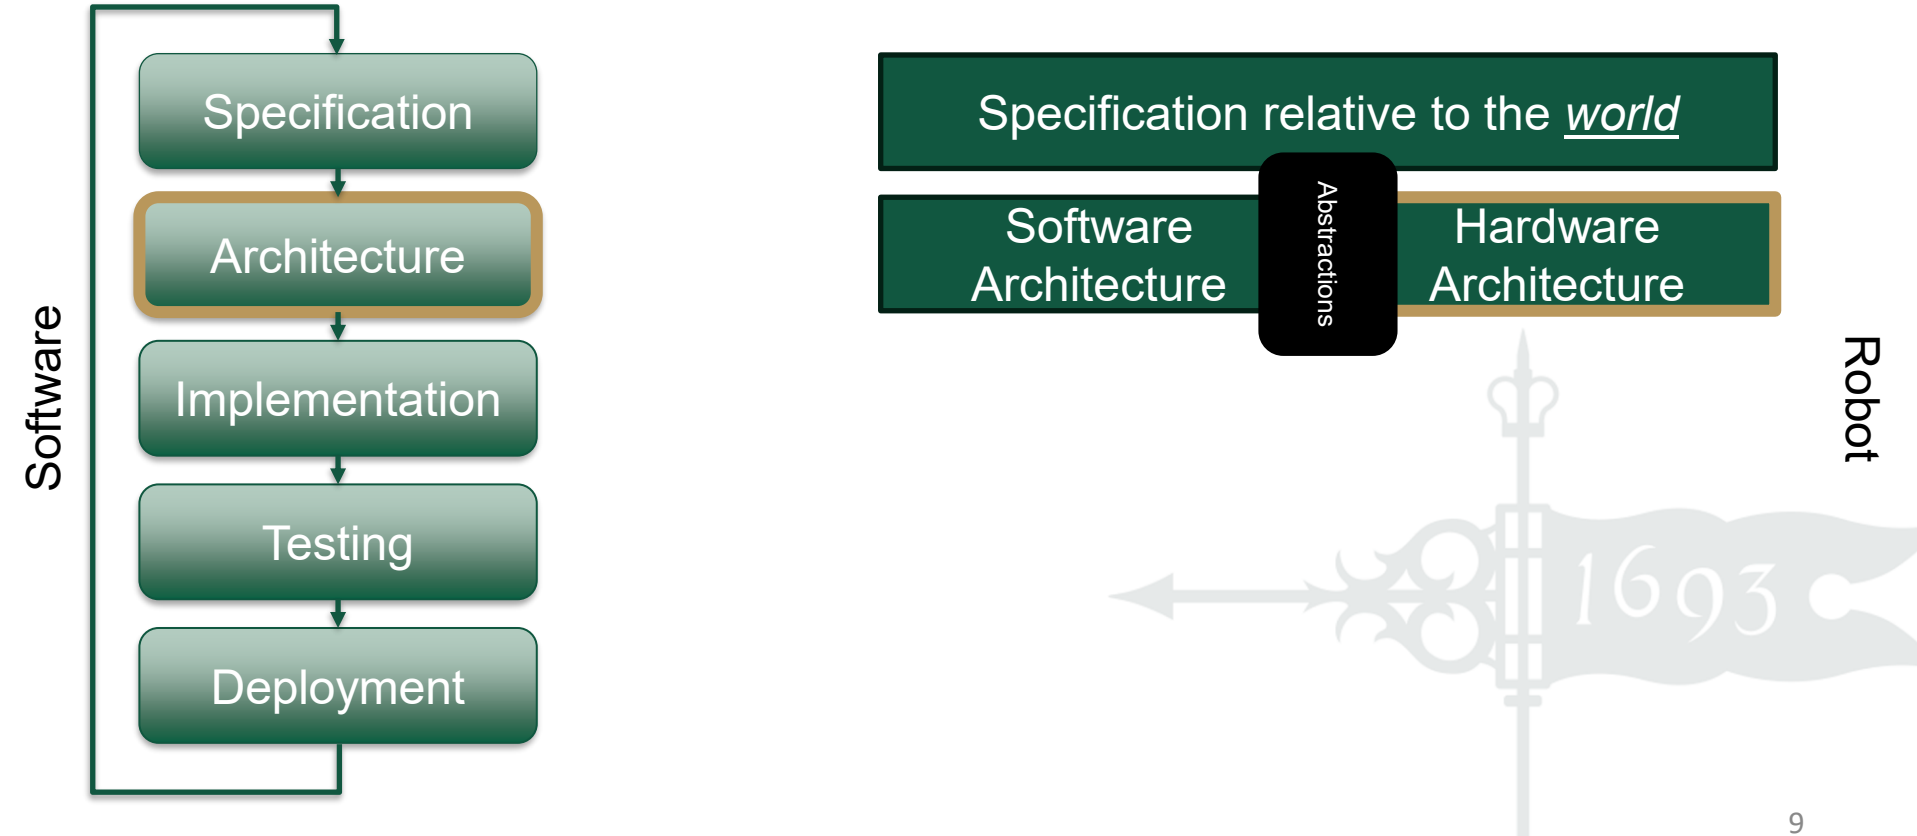 Software
Specification
Architecture
Implementation
Testing
Deployment
Specification relative to the world
Software
Architecture
Abstractions
Hardware
Architecture
Robot
1693
9